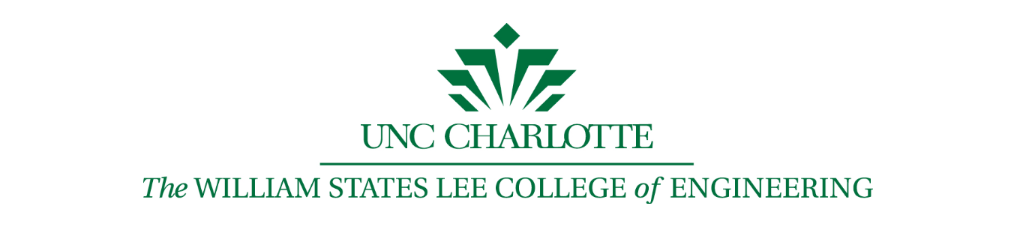 UNC CHARLOTTE
The WILLIAM STATES LEE COLLEGE of ENGINEERING